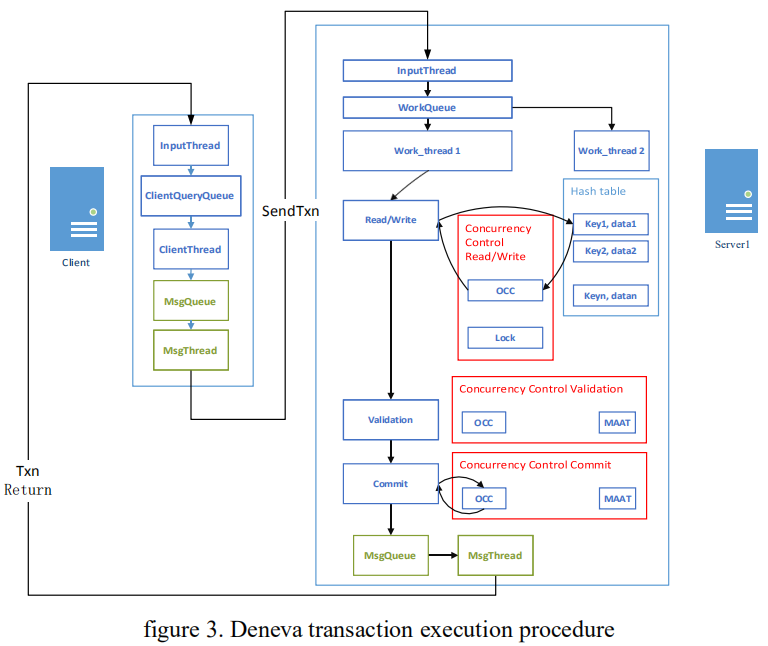 InputThread
ClientQueryQueue
ClientThread
MsgQueue
MsgThread
Client
SendTxn
InputThread
WorkQueue
Work_thread 1
Work_thread 2
Read/Write
Concurrency
Control
Read/Write
OCC
Lock
Hash table
Key1, data1
Key2, data2
Keyn, datan
Server1
Validation
Concurrency Control Validation
OCC
MAAT
Commit
Concurrency Control Commit
OCC
MAAT
MsgQueue
MsgThread
Txn
Return
figure 3. Deneva transaction execution procedure